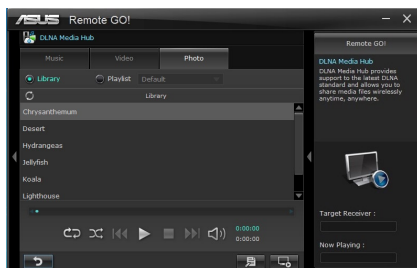 ASUS Remote GO!
DLNA Media Hub
Music Video Photo
Library Playlist Default
Library
Chrysanthemum
Desert
Hydrangeas
Jellyfish
Koala
Lighthouse
0:00:00
0:00:00
Remote GO!
DLNA Media Hub
DLNA Media Hub provides
support to the latest DLNA
standard and allows you to
share media files wirelessly
anytime, anywhere.
Target Receiver :
Now Playing :